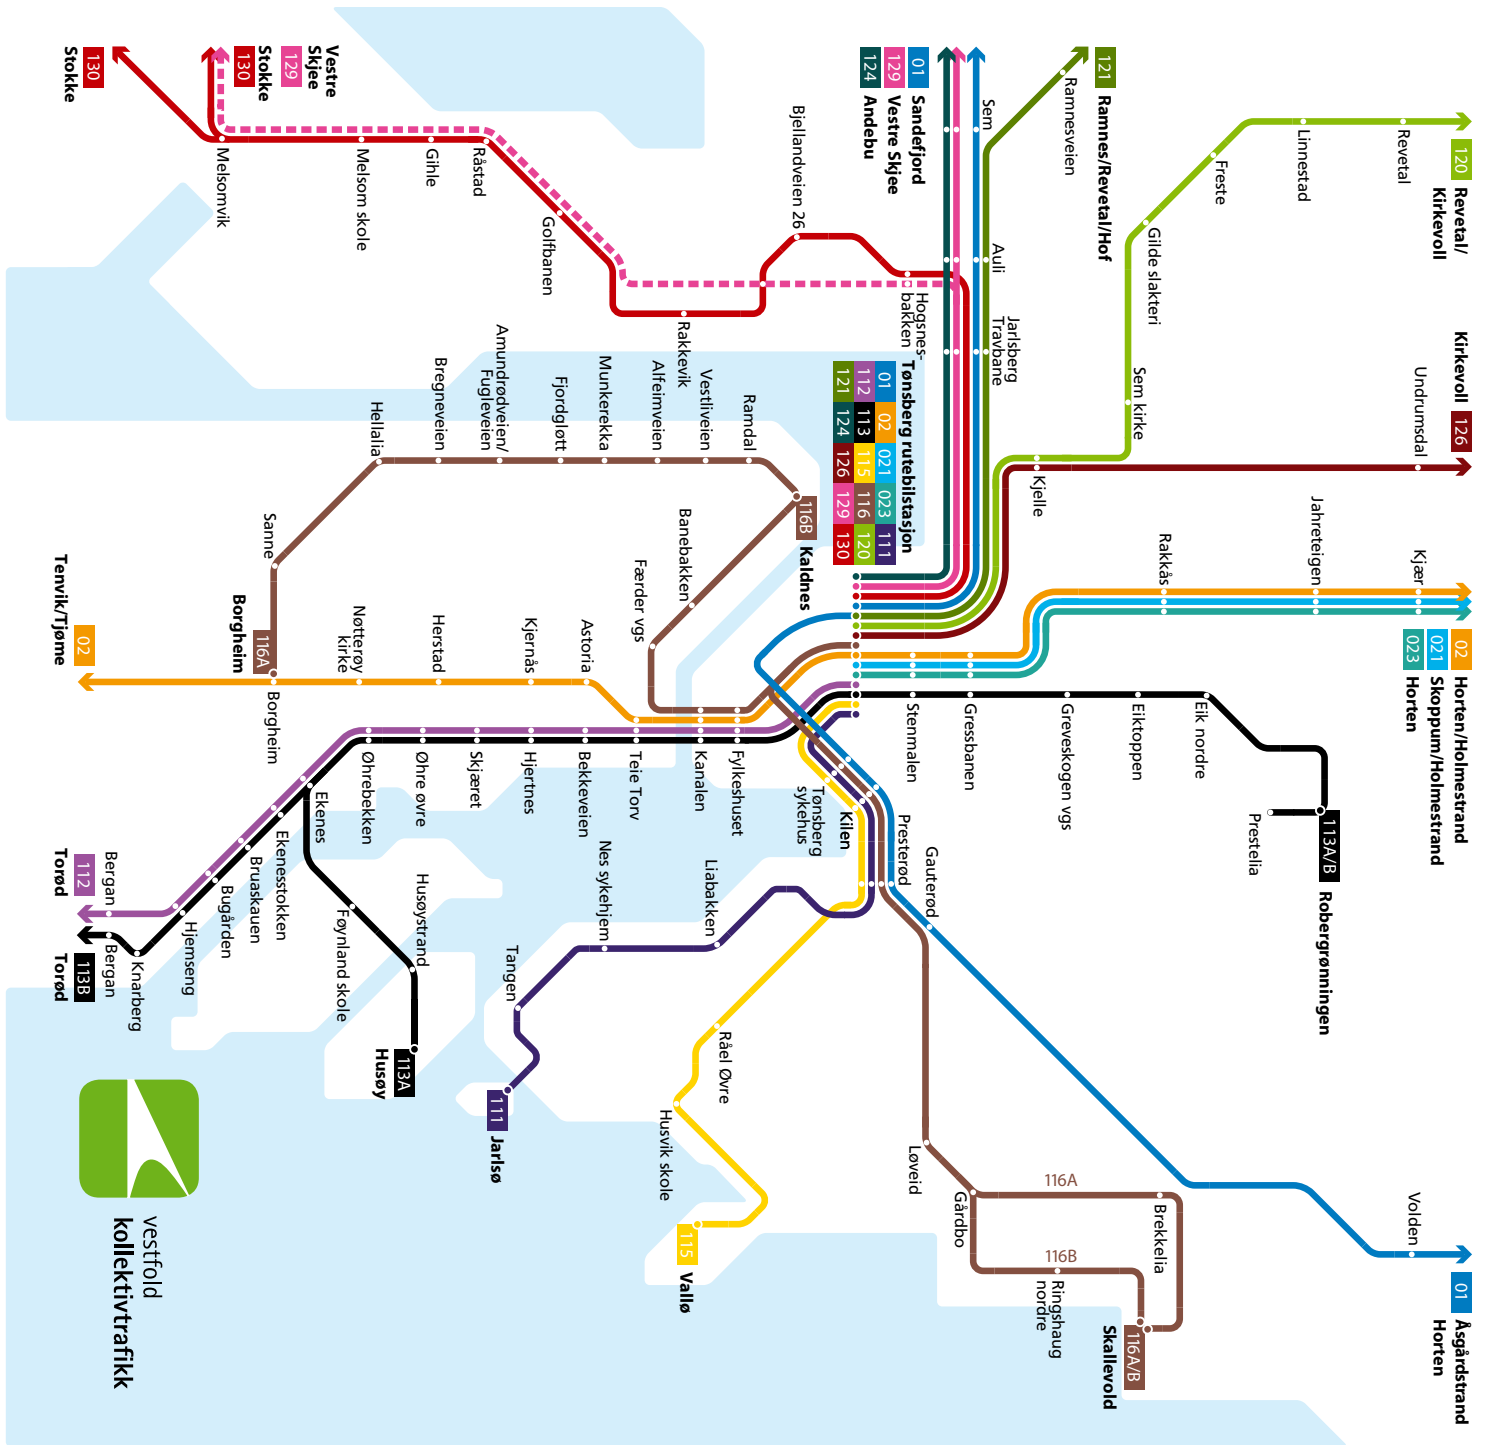 130
Stokke
130
Stokke
129
Vestre
Skjee
Melsomvik
Melsom skole
Gihle
Råstad
Golfbanen
Rakkevik
Bjellandveien 26
Hogsnes-
bakken
124
Andebu
129
Vestre Skjee
01
Sandefjord
Sem
Auli
Jarlsberg
Travbane
121
Ramnes/Revetal/Hof
Ramnesveien
120
Revetal/
Kirkevoll
Revetal
Linnestad
Freste
Gilde slakteri
Sem kirke
Kjelle
126
Kirkevoll
Undrumsdal
Jahreteigen
Rakkås
Kjær
02
Horten/Holmestrand
021
Skoppum/Holmestrand
023
Horten
Tønsberg rutebilstasjon
01
02
021
023
111
112
113
115
116
120
121
124
126
129
130
116B
Kaldnes
Ramdal
Vestliveien
Alfeimveien
Munkerekka
Fjordgløtt
Amundrødveien/
Fugleveien
Bregneveien
Hellalia
Sanne
116A
Borgheim
Borgheim
Banebakken
Færder vgs
02
Tenvik/Tjøme
Nøtterøy
kirke
Herstad
Kjernås
Astoria
Stenmalen
Gressbanen
Greveskogen vgs
Eiktoppen
Eik nordre
Prestelia
113A/B
Robergrønningen
Fylkeshuset
Kanalen
Teie Torv
Bekkeveien
Hjertnes
Skjæret
Øhre øvre
Øhrebekken
Ekenes
Ekenesstokken
Bruaskauen
Bugården
Hjemseng
Knarberg
Bergan
Bergan
112
Torød
113B
Torød
Føynland skole
Husøystrand
113A
Husøy
Tønsberg
sykehus
Kilen
Presterød
Gauterød
Liabakken
Nes sykehjem
Tangen
111
Jarlsø
Råel Øvre
Husvik skole
115
Vallø
Løveid
Gårdbo
116A
Brekkelia
116B
Ringshaug
nordre
116A/B
Skallevold
Volden
01
Åsgårdstrand
Horten
vestfold
kollektivtrafikk